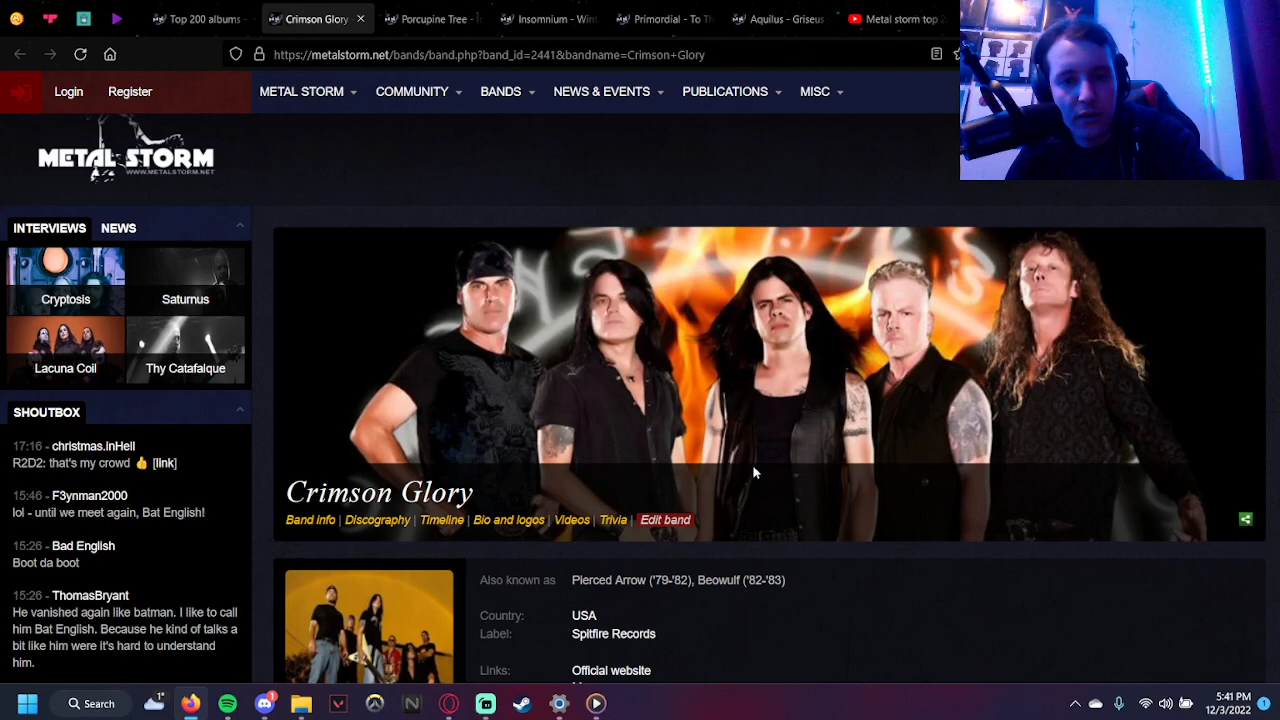 Top 200 albums
Crimson Glory
Porcupine Tree -
Insomnium - Win
Primordial - To Th
Aquilus - Griseus
Metal storm top 2
https://metalstorm.net/bands/band.php?band_id=2441&bandname=Crimson+Glory
Login
Register
METAL STORM
COMMUNITY
BANDS
NEWS & EVENTS
PUBLICATIONS
MISC
METAL STORM
WWW.METALSTORM.NET
INTERVIEWS
NEWS
Cryptosis
Saturnus
Lacuna Coil
Thy Catafalque
SHOUTBOX
17:16 - christmas.inHell
R2D2: that's my crowd 👍 [link]
15:46 - F3ynman2000
lol - until we meet again, Bat English!
15:26 - Bad English
Boot da boot
15:26 - ThomasBryant
He vanished again like batman. I like to call
him Bat English. Because he kind of talks a
bit like him were it's hard to understand
him.
Crimson Glory
Band info | Discography | Timeline | Bio and logos | Videos | Trivia | Edit band
Also known as Pierced Arrow ('79-'82), Beowulf ('82-'83)
Country: USA
Label: Spitfire Records
Links: Official website
Search
5:41 PM
12/3/2022